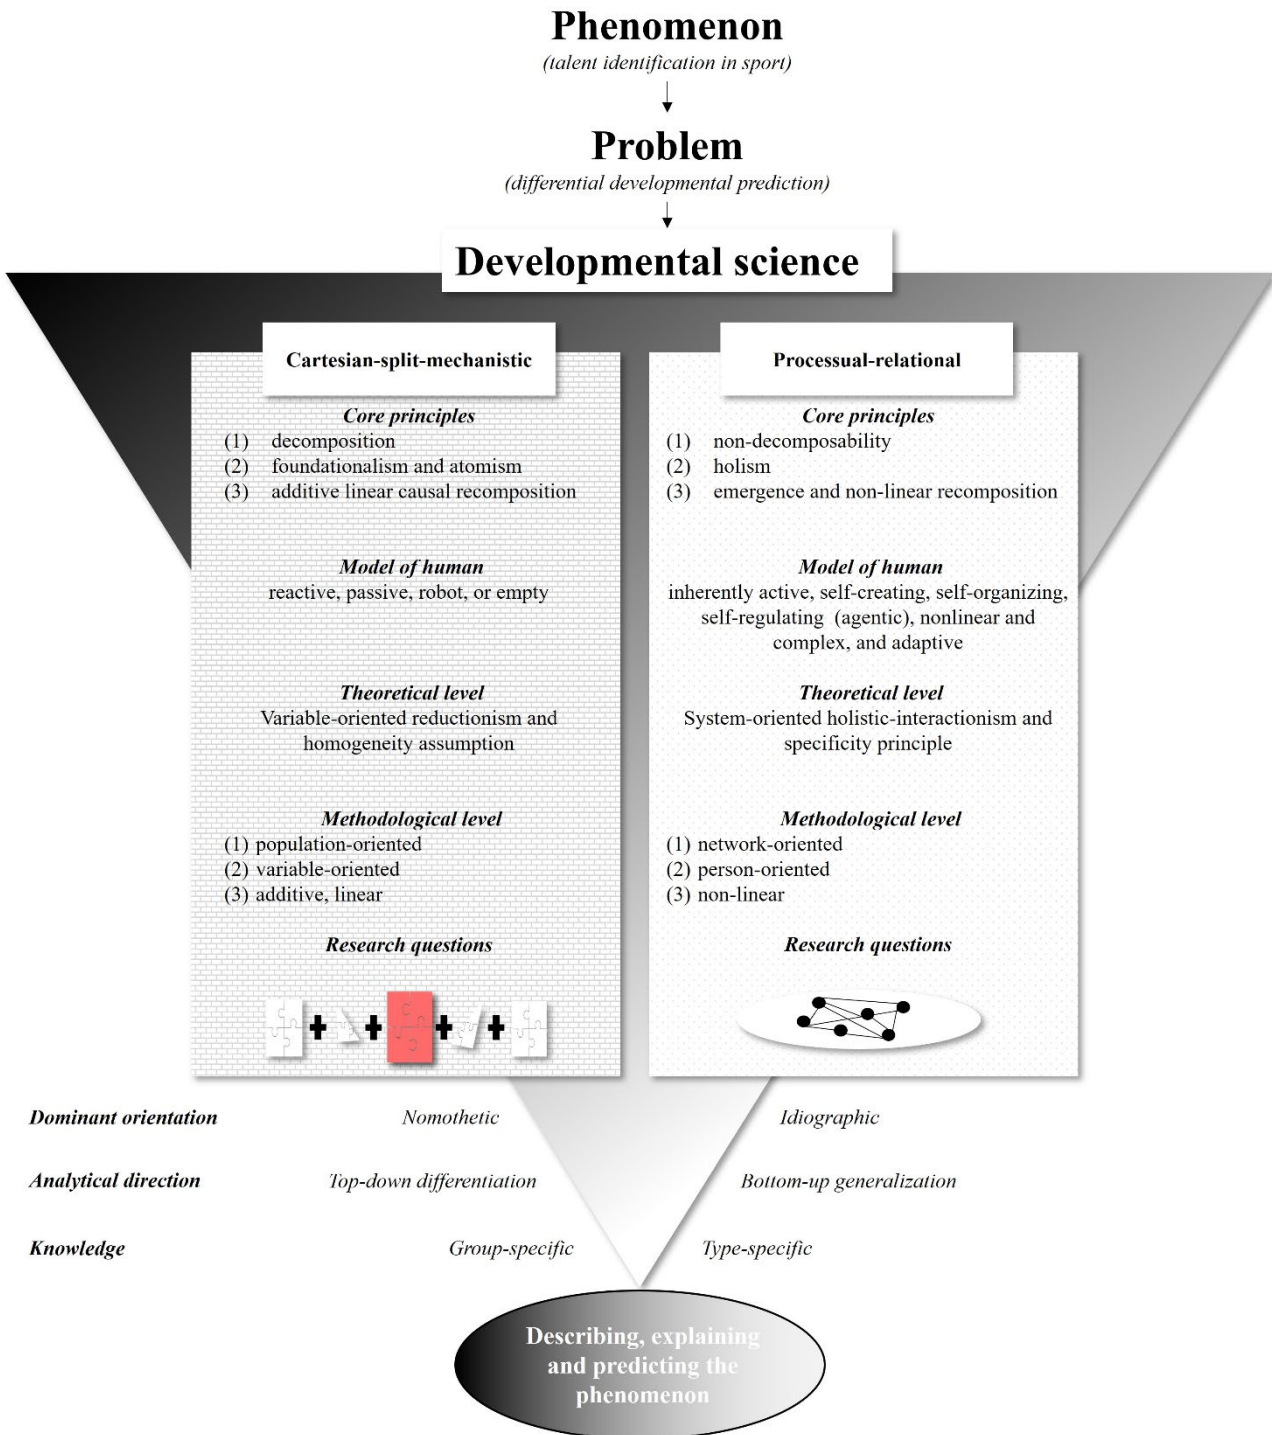 Phenomenon
(talent identification in sport)
Problem
(differential developmental prediction)
Developmental science
Cartesian-split-mechanistic
Core principles
(1) decomposition
(2) foundationalism and atomism
(3) additive linear causal recomposition
Model of human
reactive, passive, robot, or empty
Theoretical level
Variable-oriented reductionism and
homogeneity assumption
Methodological level
(1) population-oriented
(2) variable-oriented
(3) additive, linear
Research questions
Processual-relational
Core principles
(1) non-decomposability
(2) holism
(3) emergence and non-linear recomposition
Model of human
inherently active, self-creating, self-organizing,
self-regulating (agentic), nonlinear and
complex, and adaptive
Theoretical level
System-oriented holistic-interactionism and
specificity principle
Methodological level
(1) network-oriented
(2) person-oriented
(3) non-linear
Research questions
Dominant orientation Nomothetic Idiographic
Analytical direction Top-down differentiation Bottom-up generalization
Knowledge Group-specific Type-specific
Describing, explaining
and predicting the
phenomenon